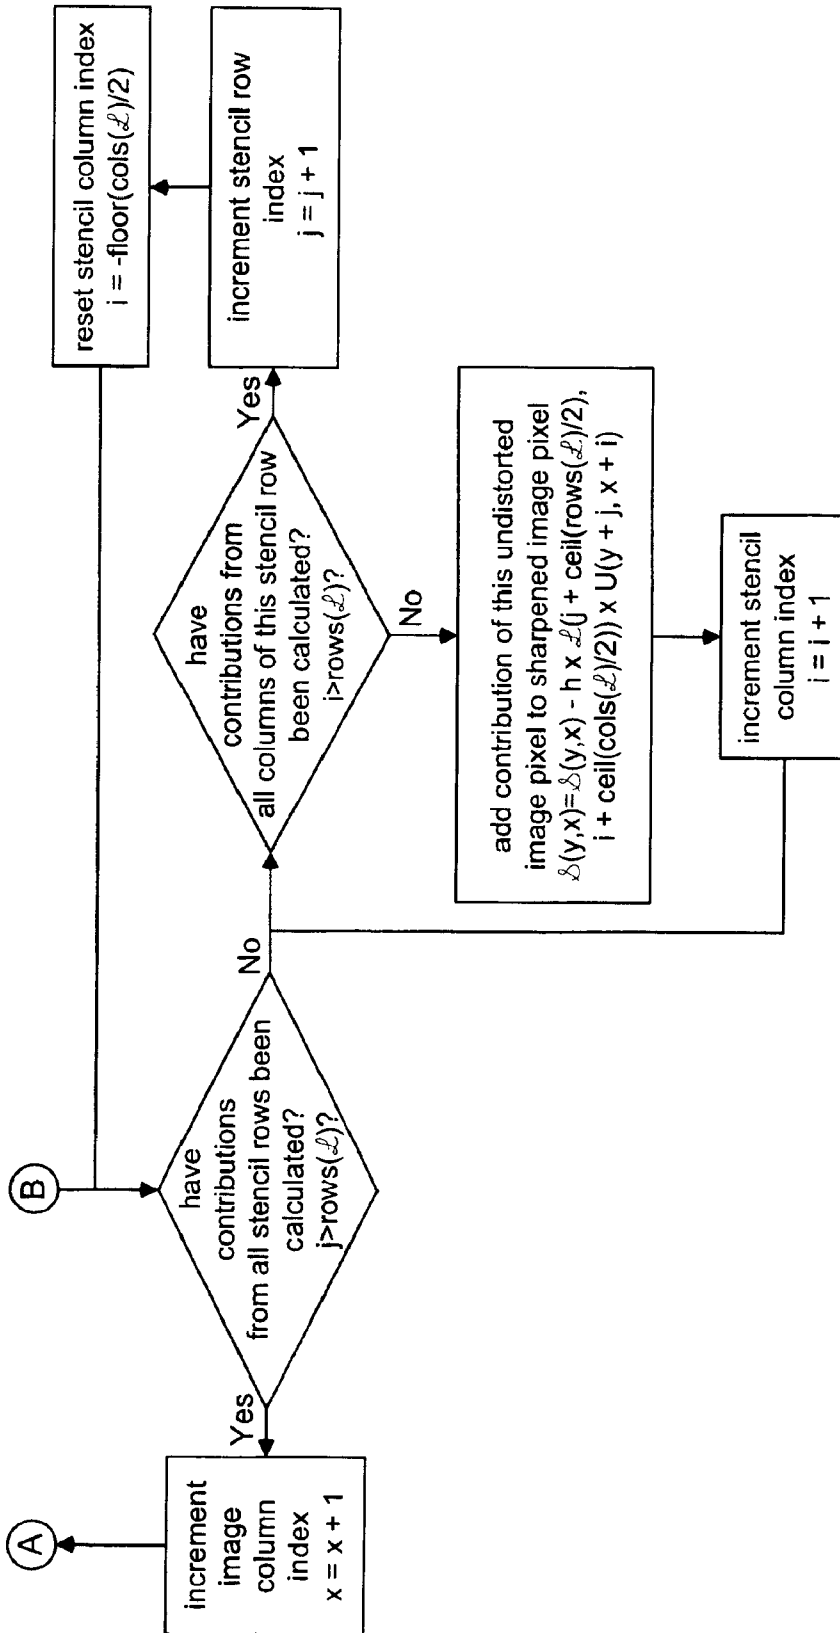 A
increment
image
column
index
x = x + 1
B
Yes
have
contributions
from all stencil rows been
calculated?
j>rows(ℒ)?
No
have
contributions from
all columns of this stencil row
been calculated?
i>rows(ℒ)?
Yes
No
reset stencil column index
i = -floor(cols(ℒ)/2)
increment stencil row
index
j = j + 1
add contribution of this undistorted
image pixel to sharpened image pixel
𝒮(y,x)=𝒮(y,x) - h x ℒ(j + ceil(rows(ℒ)/2),
i + ceil(cols(ℒ)/2)) x U(y + j, x + i)
increment stencil
column index
i = i + 1